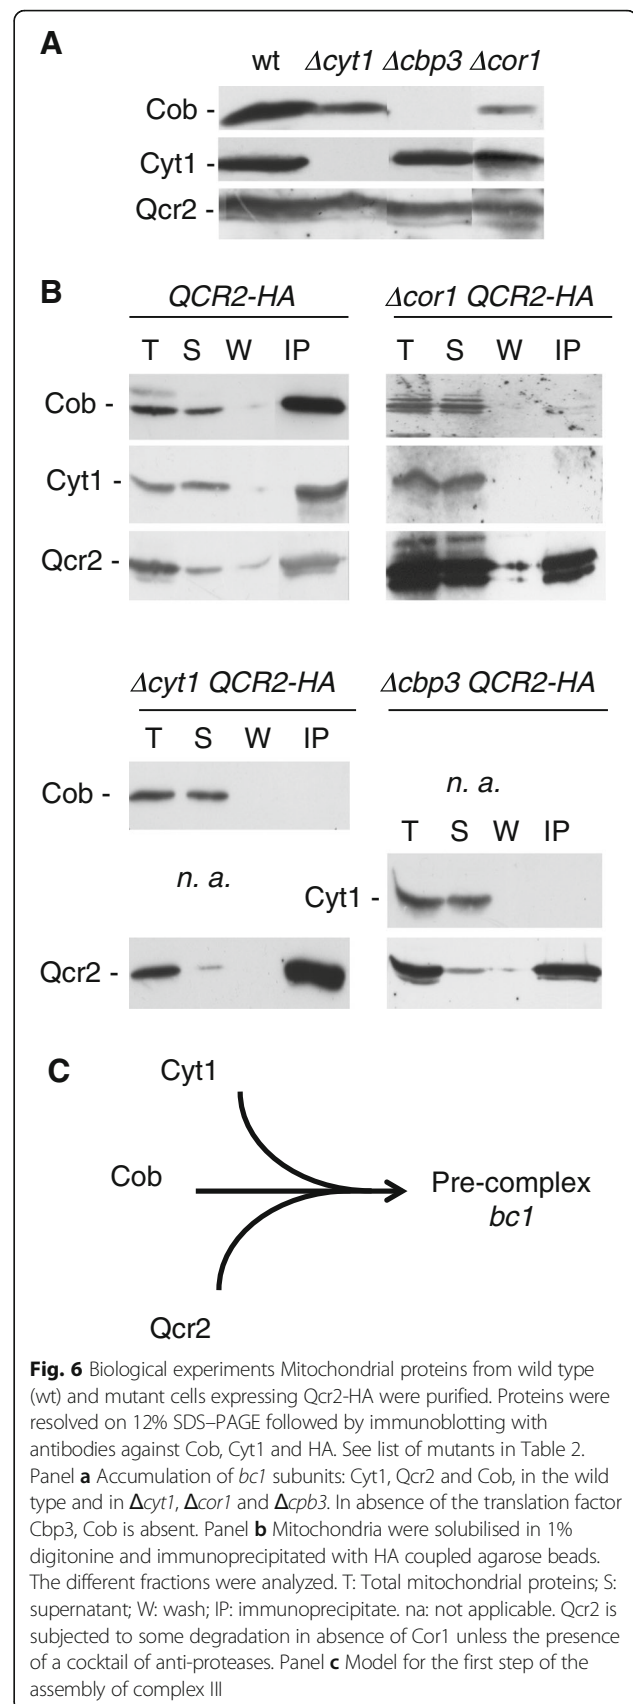 A
wt Δcyt1 Δcbp3 Δcor1
Cob -
Cyt1 -
Qcr2 -
B
QCR2-HA Δcor1 QCR2-HA
T S W IP T S W IP
Cob -
Cyt1 -
Qcr2 -
Δcyt1 QCR2-HA Δcbp3 QCR2-HA
T S W IP
Cob -
n. a.
T S W IP
n. a.
Cyt1 -
Qcr2 -
C
Cyt1
Cob
Pre-complex
bc1
Qcr2
Fig. 6 Biological experiments Mitochondrial proteins from wild type
(wt) and mutant cells expressing Qcr2-HA were purified. Proteins were
resolved on 12% SDS–PAGE followed by immunoblotting with
antibodies against Cob, Cyt1 and HA. See list of mutants in Table 2.
Panel a Accumulation of bc1 subunits: Cyt1, Qcr2 and Cob, in the wild
type and in Δcyt1, Δcor1 and Δcpb3. In absence of the translation factor
Cbp3, Cob is absent. Panel b Mitochondria were solubilised in 1%
digitonine and immunoprecipitated with HA coupled agarose beads.
The different fractions were analyzed. T: Total mitochondrial proteins; S:
supernatant; W: wash; IP: immunoprecipitate. na: not applicable. Qcr2 is
subjected to some degradation in absence of Cor1 unless the presence
of a cocktail of anti-proteases. Panel c Model for the first step of the
assembly of complex III